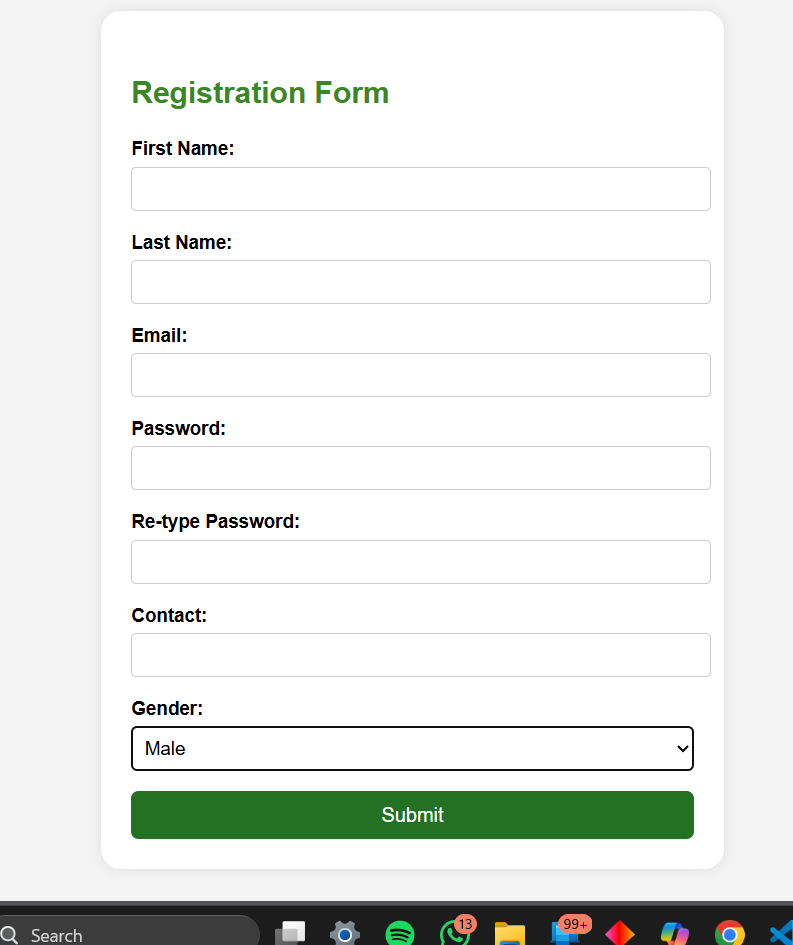 Registration Form
First Name:
Last Name:
Email:
Password:
Re-type Password:
Contact:
Gender:
Male
Submit
Search
13
99+